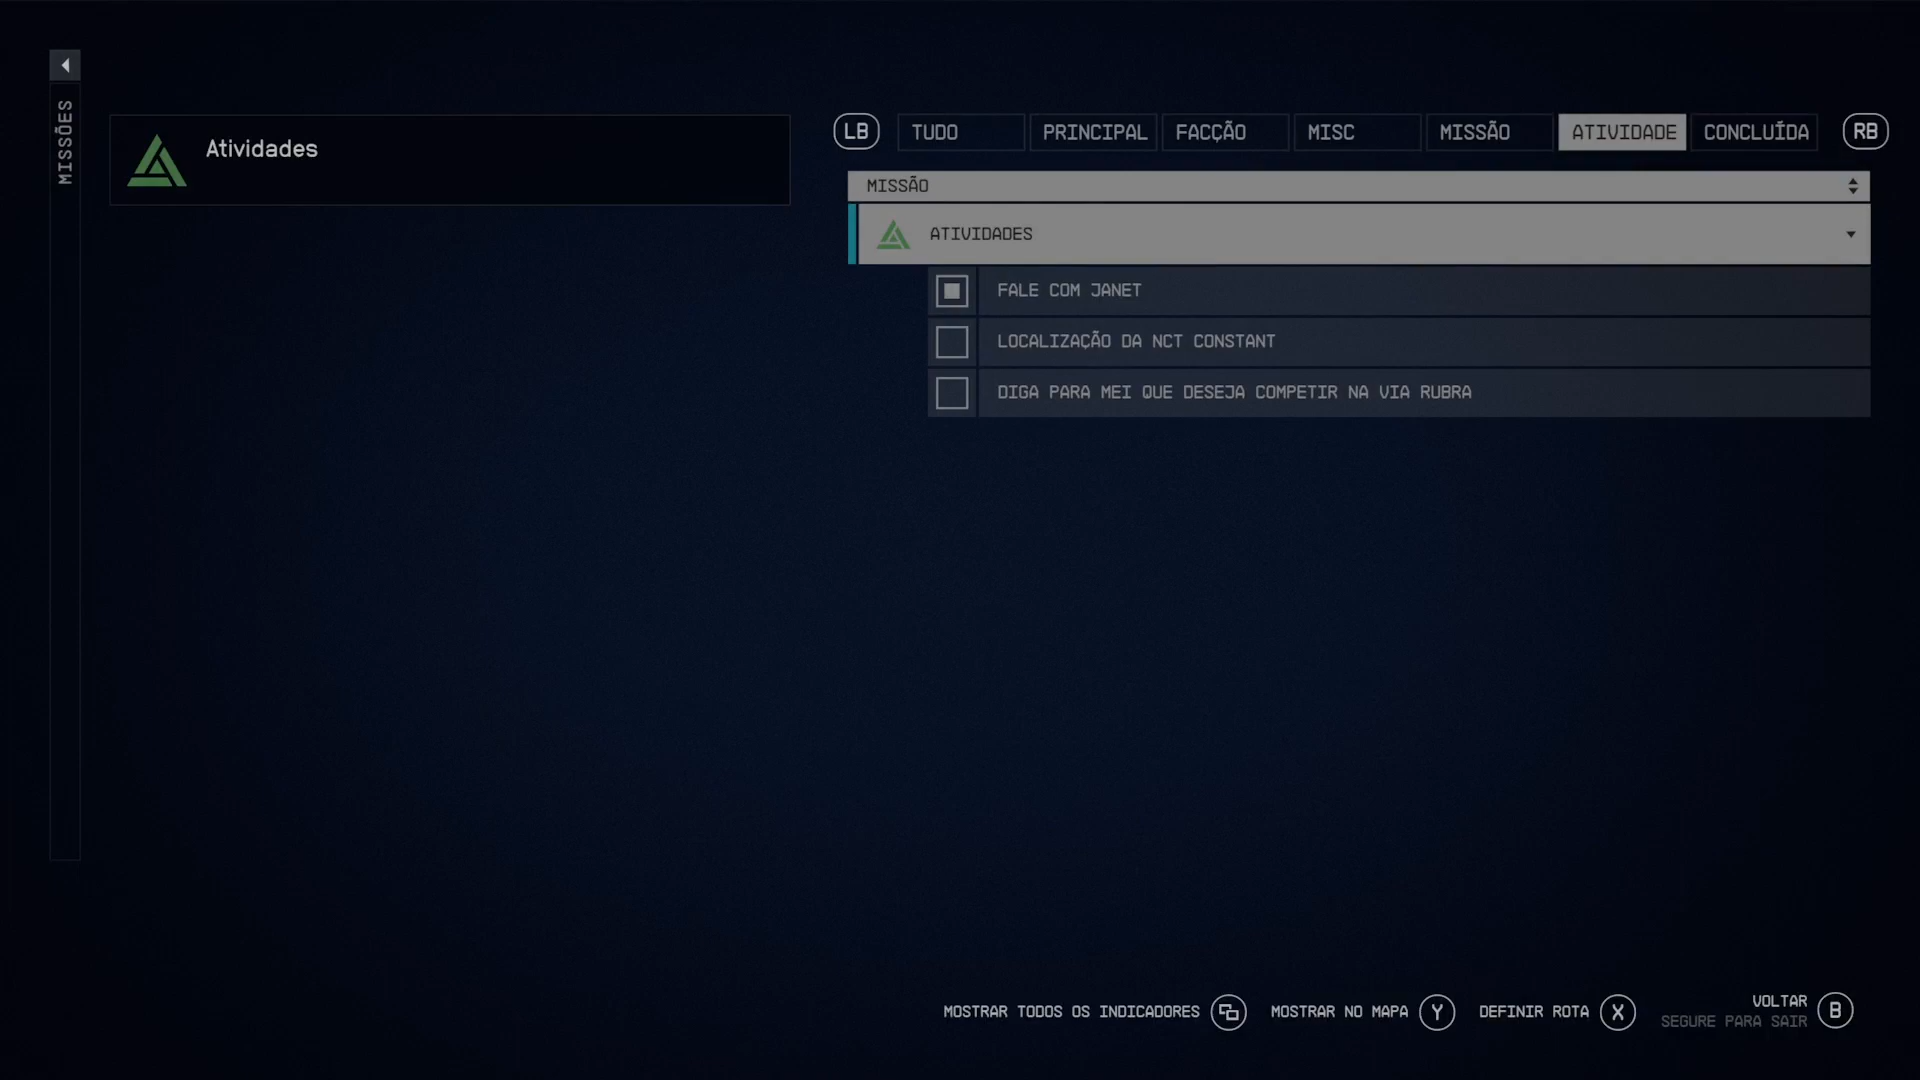 MISSÕES
Atividades
LB
TUDO
PRINCIPAL
FACÇÃO
MISC
MISSÃO
ATIVIDADE
CONCLUÍDA
RB
MISSÃO
ATIVIDADES
FALE COM JANET
LOCALIZAÇÃO DA NCT CONSTANT
DIGA PARA MEI QUE DESEJA COMPETIR NA VIA RUBRA
MOSTRAR TODOS OS INDICADORES
MOSTRAR NO MAPA Y
DEFINIR ROTA X
VOLTAR B
SEGURE PARA SAIR